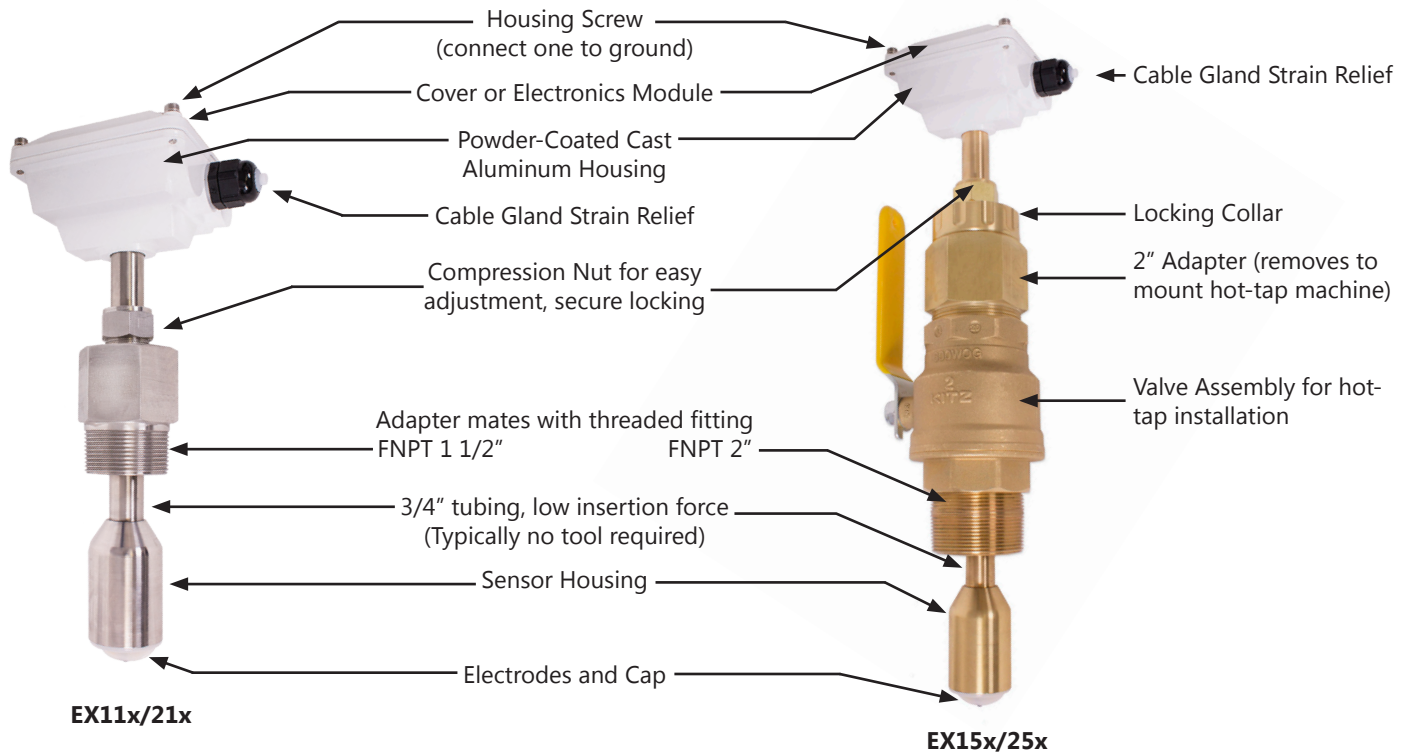 Housing Screw
(connect one to ground)
Cable Gland Strain Relief
Cover or Electronics Module
Powder-Coated Cast
Aluminum Housing
Cable Gland Strain Relief
Locking Collar
2” Adapter (removes to
mount hot-tap machine)
Compression Nut for easy
adjustment, secure locking
2
KITZ
Valve Assembly for hot-
tap installation
Adapter mates with threaded fitting
FNPT 1 1/2” FNPT 2”
3/4” tubing, low insertion force
(Typically no tool required)
Sensor Housing
Electrodes and Cap
EX11x/21x
EX15x/25x